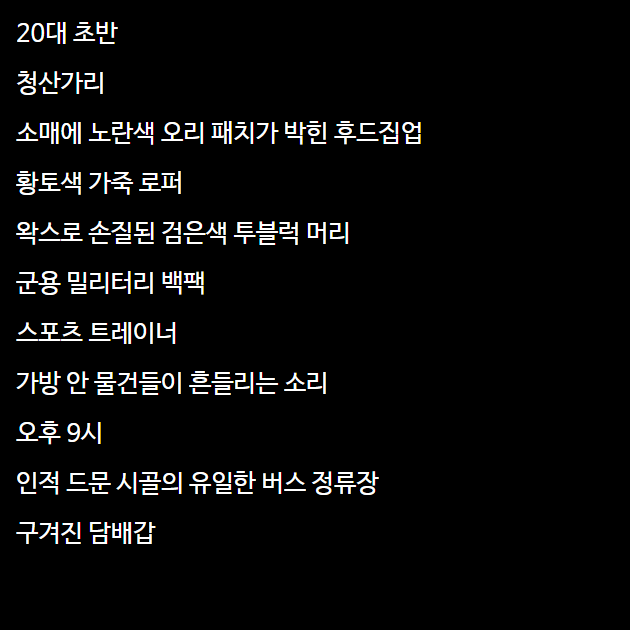 20대 초반
청산가리
소매에 노란색 오리 패치가 박힌 후드집업
황토색 가죽 로퍼
왁스로 손질된 검은색 투블럭 머리
군용 밀리터리 백팩
스포츠 트레이너
가방 안 물건들이 흔들리는 소리
오후 9시
인적 드문 시골의 유일한 버스 정류장
구겨진 담배갑